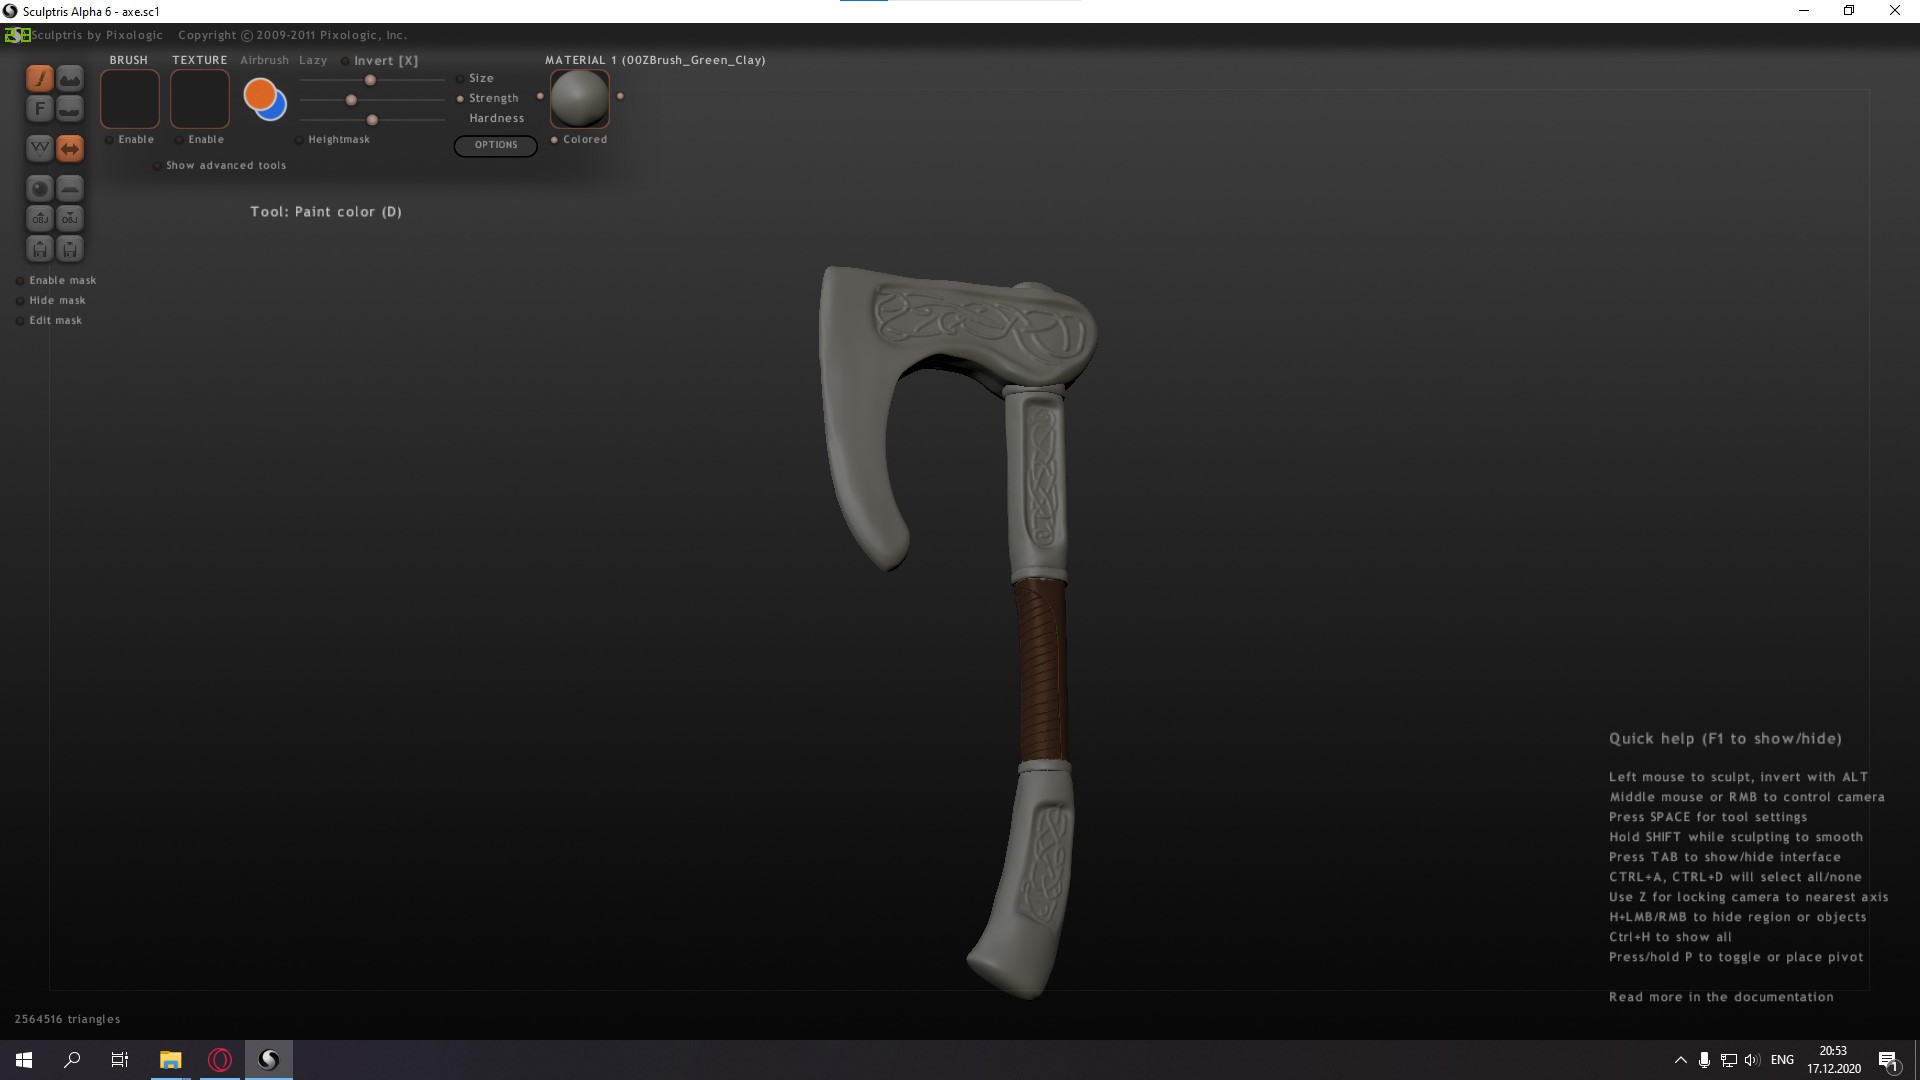 Sculptris Alpha 6 - axe.sc1
Sculptris by Pixologic Copyright © 2009-2011 Pixologic, Inc.
BRUSH TEXTURE Airbrush Lazy Invert [X] MATERIAL 1 (00ZBrush_Green_Clay)
Size
Strength
Hardness
F
Enable Enable Heightmask OPTIONS Colored
Show advanced tools
Tool: Paint color (D)
OBJ OBJ
Enable mask
Hide mask
Edit mask
Quick help (F1 to show/hide)
Left mouse to sculpt, invert with ALT
Middle mouse or RMB to control camera
Press SPACE for tool settings
Hold SHIFT while sculpting to smooth
Press TAB to show/hide interface
CTRL+A, CTRL+D will select all/none
Use Z for locking camera to nearest axis
H+LMB/RMB to hide region or objects
Ctrl+H to show all
Press/hold P to toggle or place pivot
Read more in the documentation
2564516 triangles
ENG 20:53
17.12.2020
1